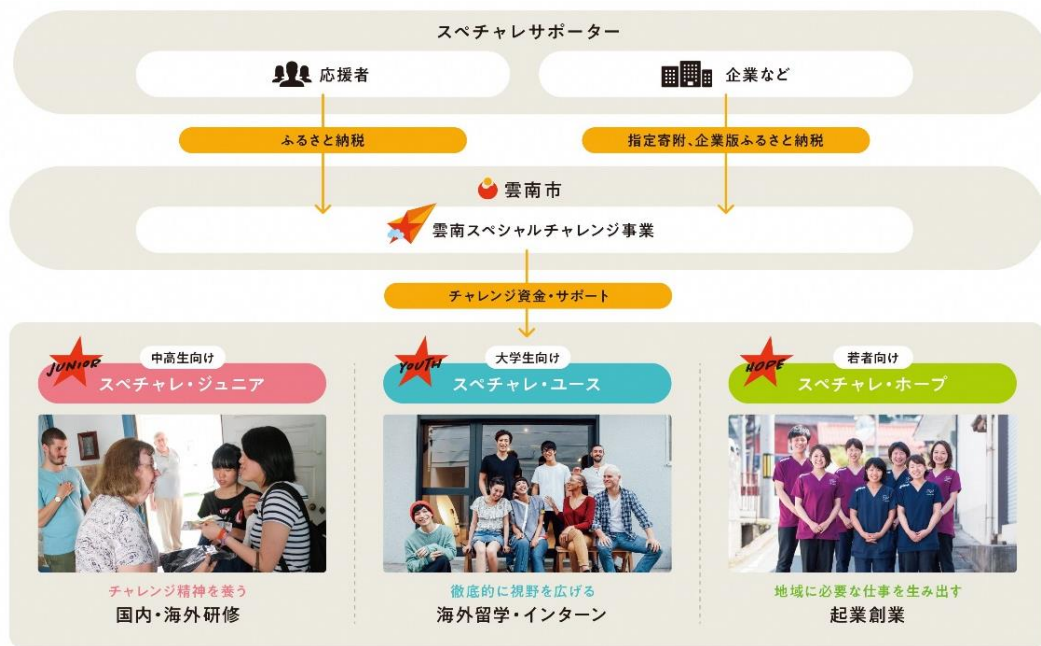 スペチャレサポーター
応援者
企業など
ふるさと納税
指定寄附、企業版ふるさと納税
雲南市
雲南スペシャルチャレンジ事業
チャレンジ資金・サポート
JUNIOR
中高生向け
スペチャレ・ジュニア
チャレンジ精神を養う
国内・海外研修
YOUTH
大学生向け
スペチャレ・ユース
徹底的に視野を広げる
海外留学・インターン
HOPE
若者向け
スペチャレ・ホープ
地域に必要な仕事を生み出す
起業創業